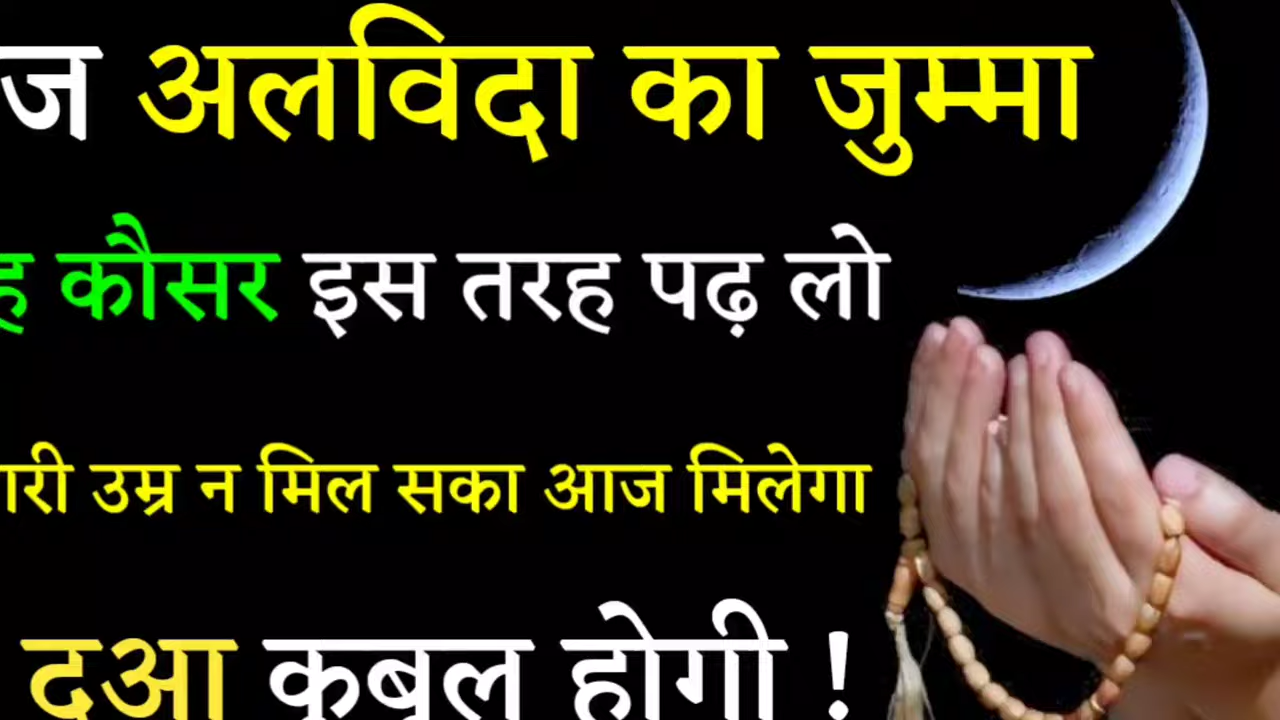 ज अलविदा का जुम्मा
ह कौसर इस तरह पढ़ लो
ारी उम्र न मिल सका आज मिलेगा
दुआ कबूल होगी !